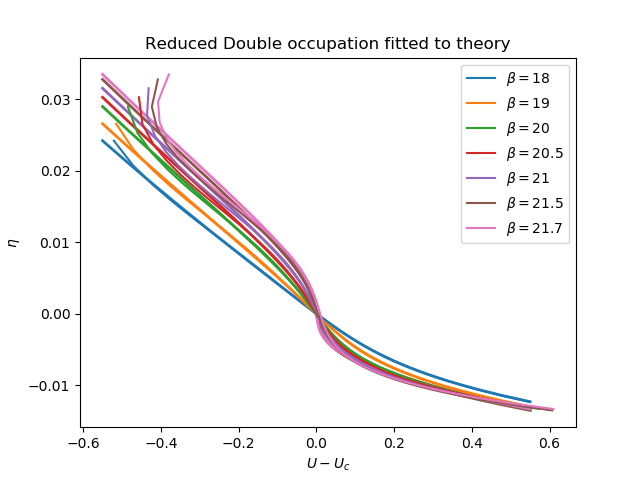 Reduced Double occupation fitted to theory
η
0.03
0.02
0.01
0.00
−0.01
−0.6
−0.4
−0.2
0.0
0.2
0.4
0.6
U − U_c
β = 18
β = 19
β = 20
β = 20.5
β = 21
β = 21.5
β = 21.7